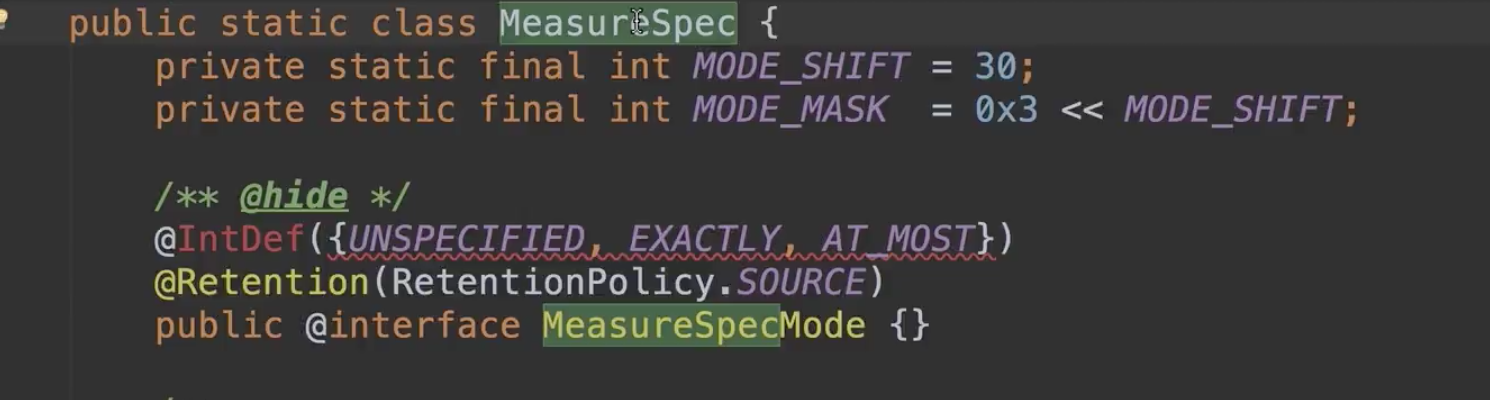 public static class MeasureSpec {
private static final int MODE_SHIFT = 30;
private static final int MODE_MASK  = 0x3 << MODE_SHIFT;
/** @hide */
@IntDef({UNSPECIFIED, EXACTLY, AT_MOST})
@Retention(RetentionPolicy.SOURCE)
public @interface MeasureSpecMode {}